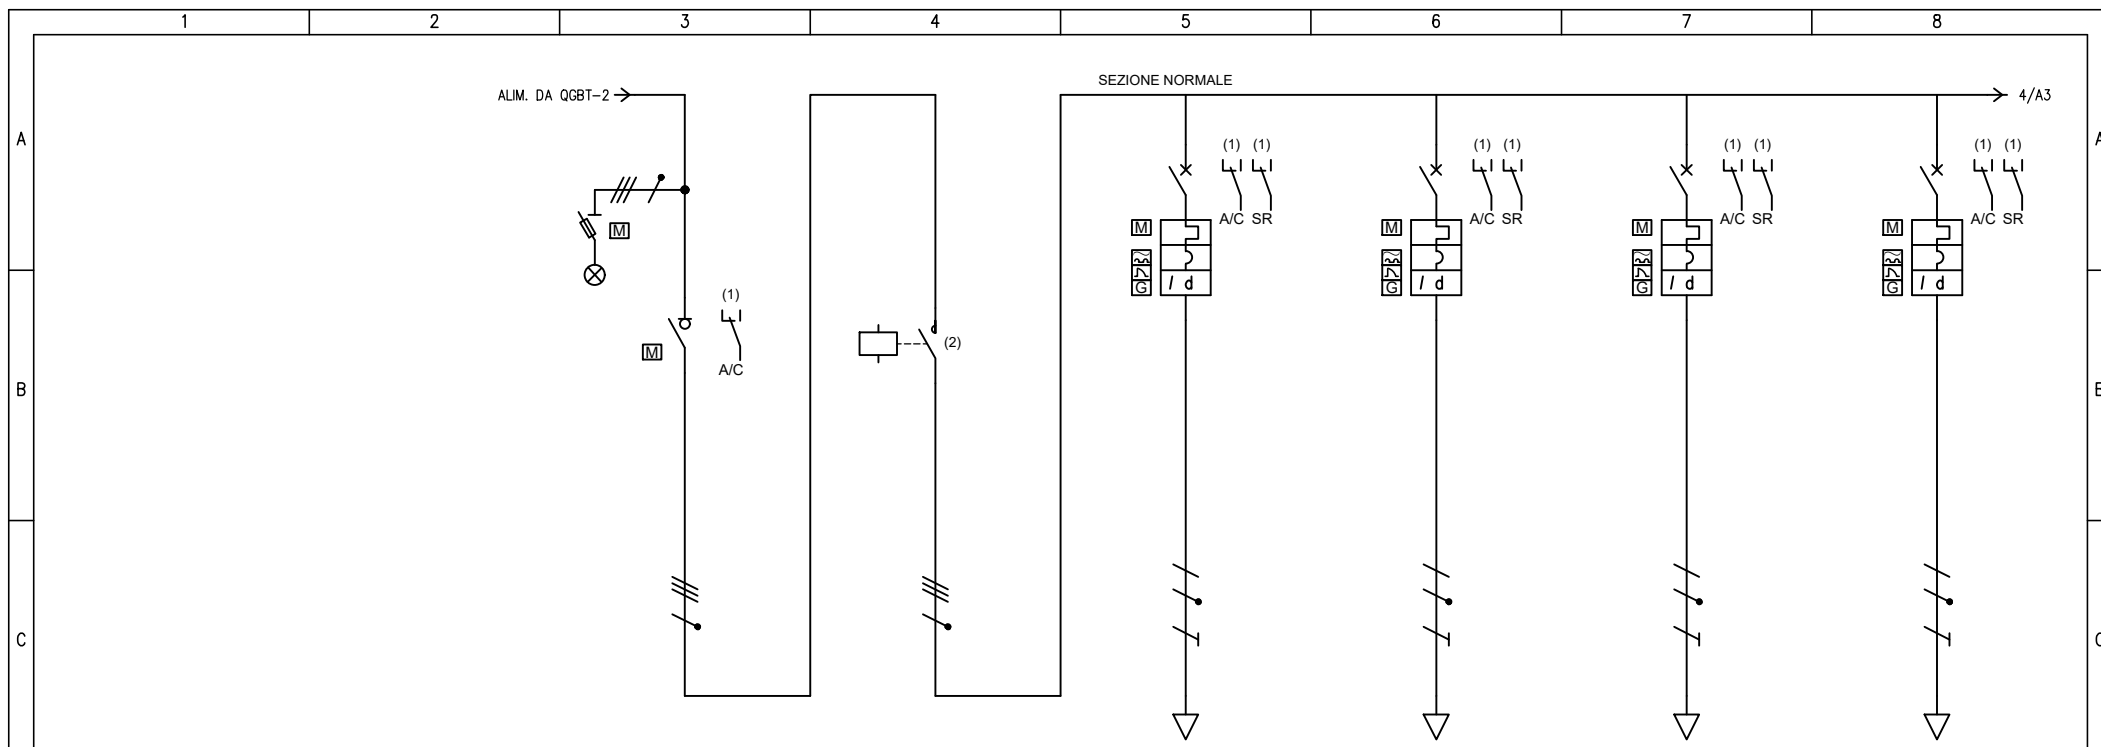 1 2 3 4 5 6 7 8
SEZIONE NORMALE
ALIM. DA QGBT-2 4/A3
A A
(1) (1) (1) (1) (1) (1) (1) (1)
A/C SR A/C SR A/C SR A/C SR
M M M M M
G I d G I d G I d G I d
(1)
(2)
M
A/C
B B
C C